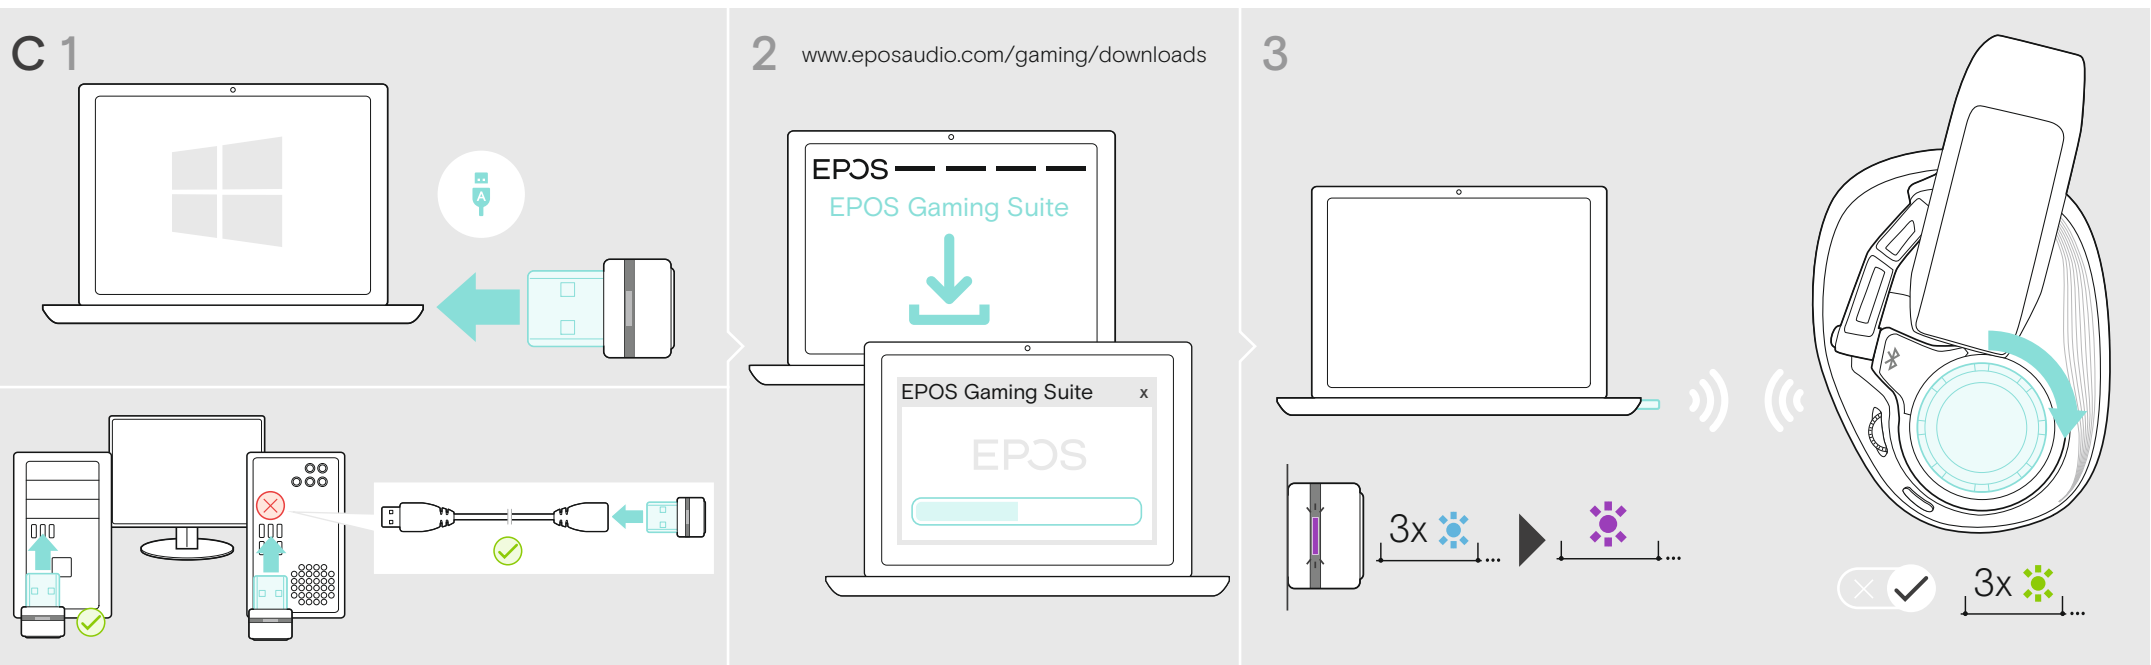 C 1
A
2 www.eposaudio.com/gaming/downloads
EPOS
EPOS Gaming Suite
EPOS Gaming Suite x
EPOS
3
3x
3x